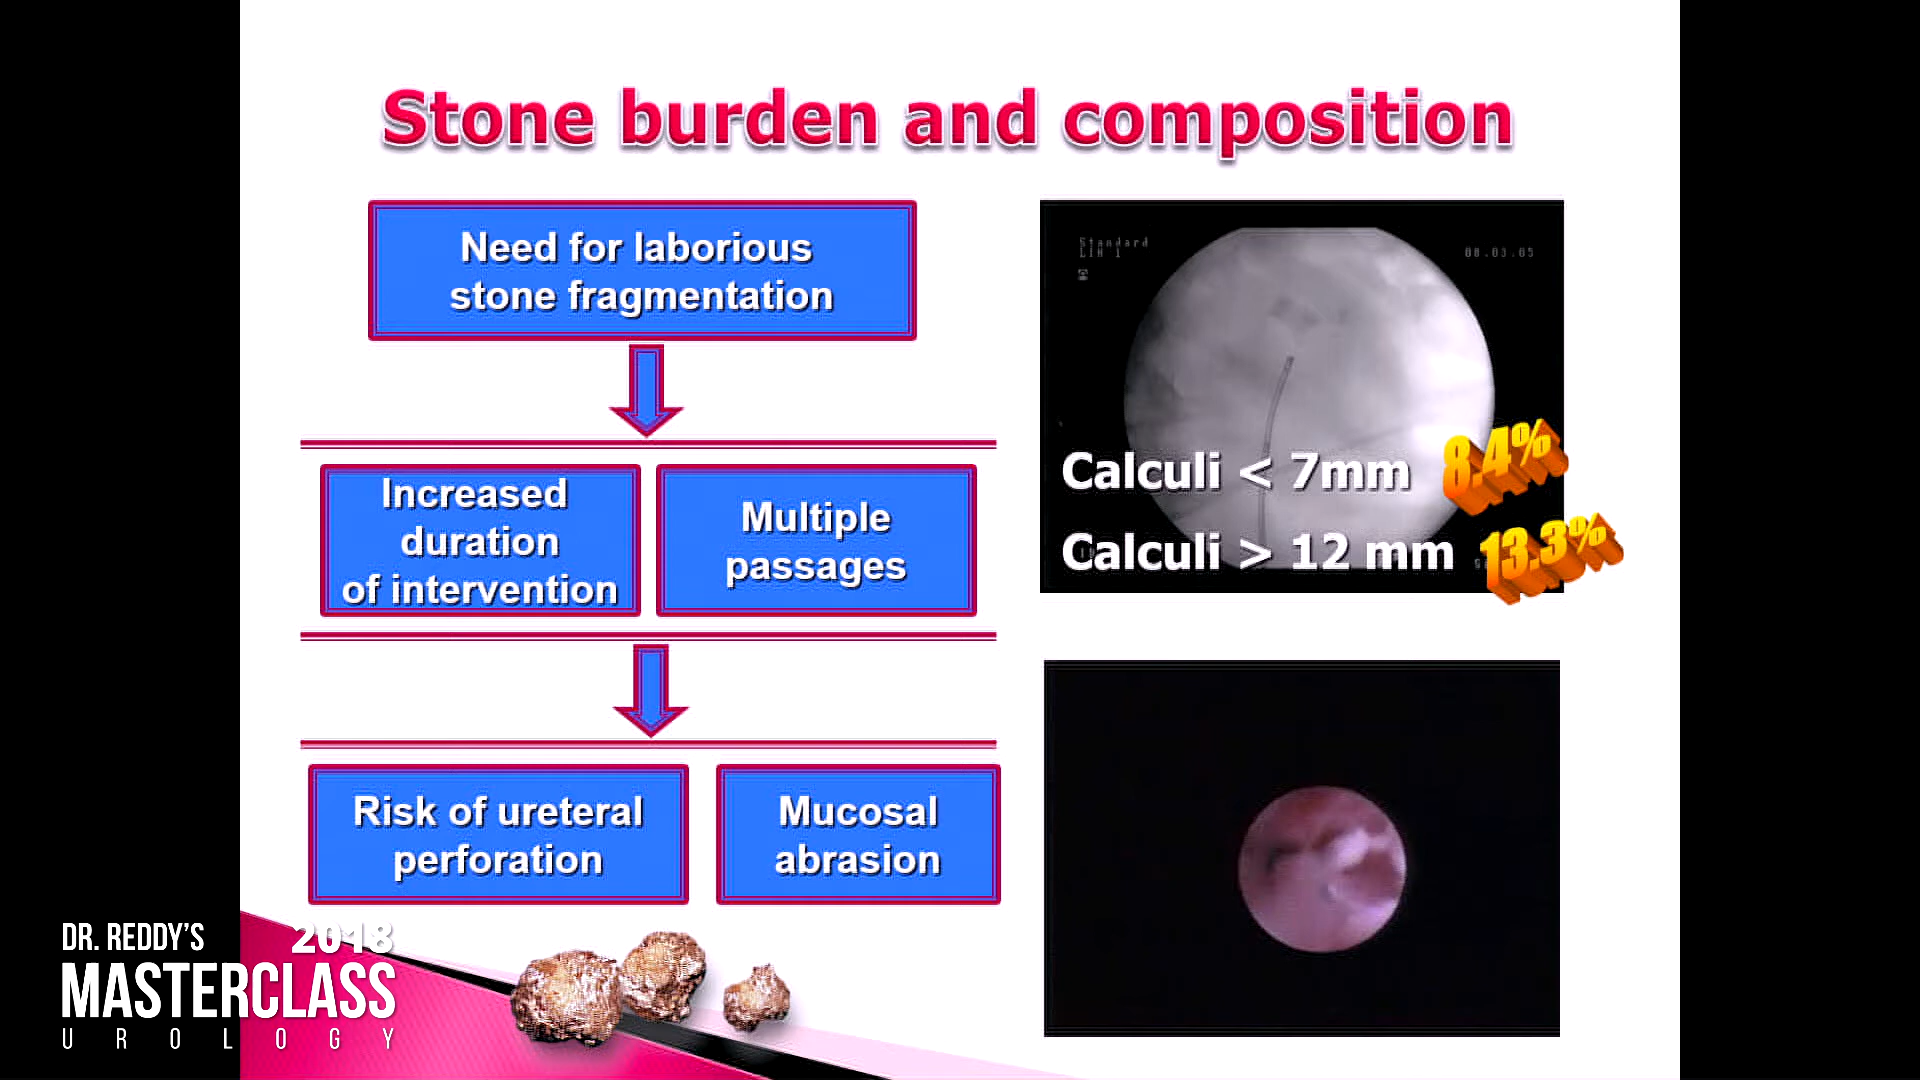 Stone burden and composition
Need for laborious
stone fragmentation
Increased
duration
of intervention
Multiple
passages
Risk of ureteral
perforation
Mucosal
abrasion
Standard
LIH 1
00.03.05
Calculi < 7mm 8.4%
Calculi > 12 mm 13.3%
DR. REDDY'S 2018
MASTERCLASS
UROLOGY